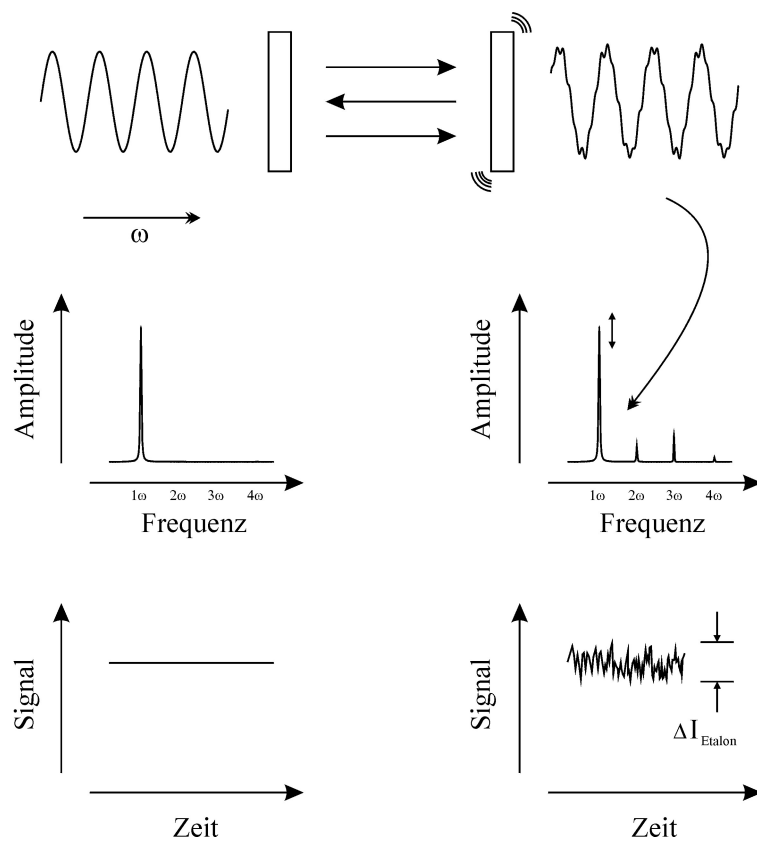 ω
Amplitude
1ω 2ω 3ω 4ω
Frequenz
Amplitude
1ω 2ω 3ω 4ω
Frequenz
Signal
Zeit
Signal
ΔI Etalon
Zeit